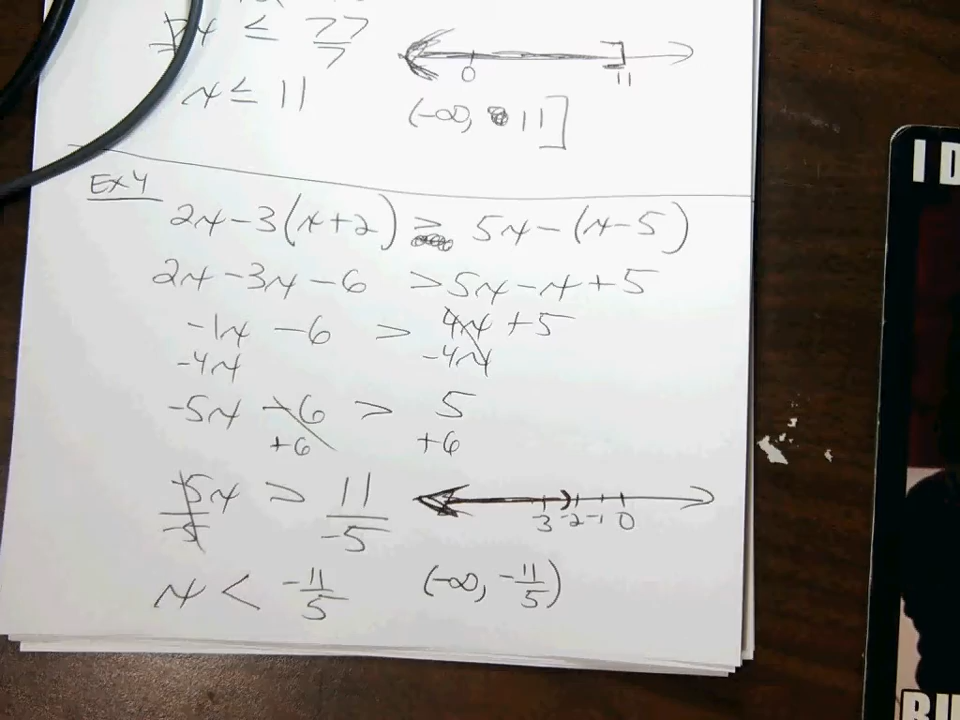 7x ≤ 77/7
x ≤ 11
0 11
(-∞, 11]
Ex 4
2x - 3(x+2) > 5x - (x-5)
2x - 3x - 6 > 5x - x + 5
-1x - 6 > 4x + 5
-4x -4x
-5x - 6 > 5
+6 +6
-5x/-5 > 11/-5
-3 -2 -1 0
x < -11/5 (-∞, -11/5)
I D